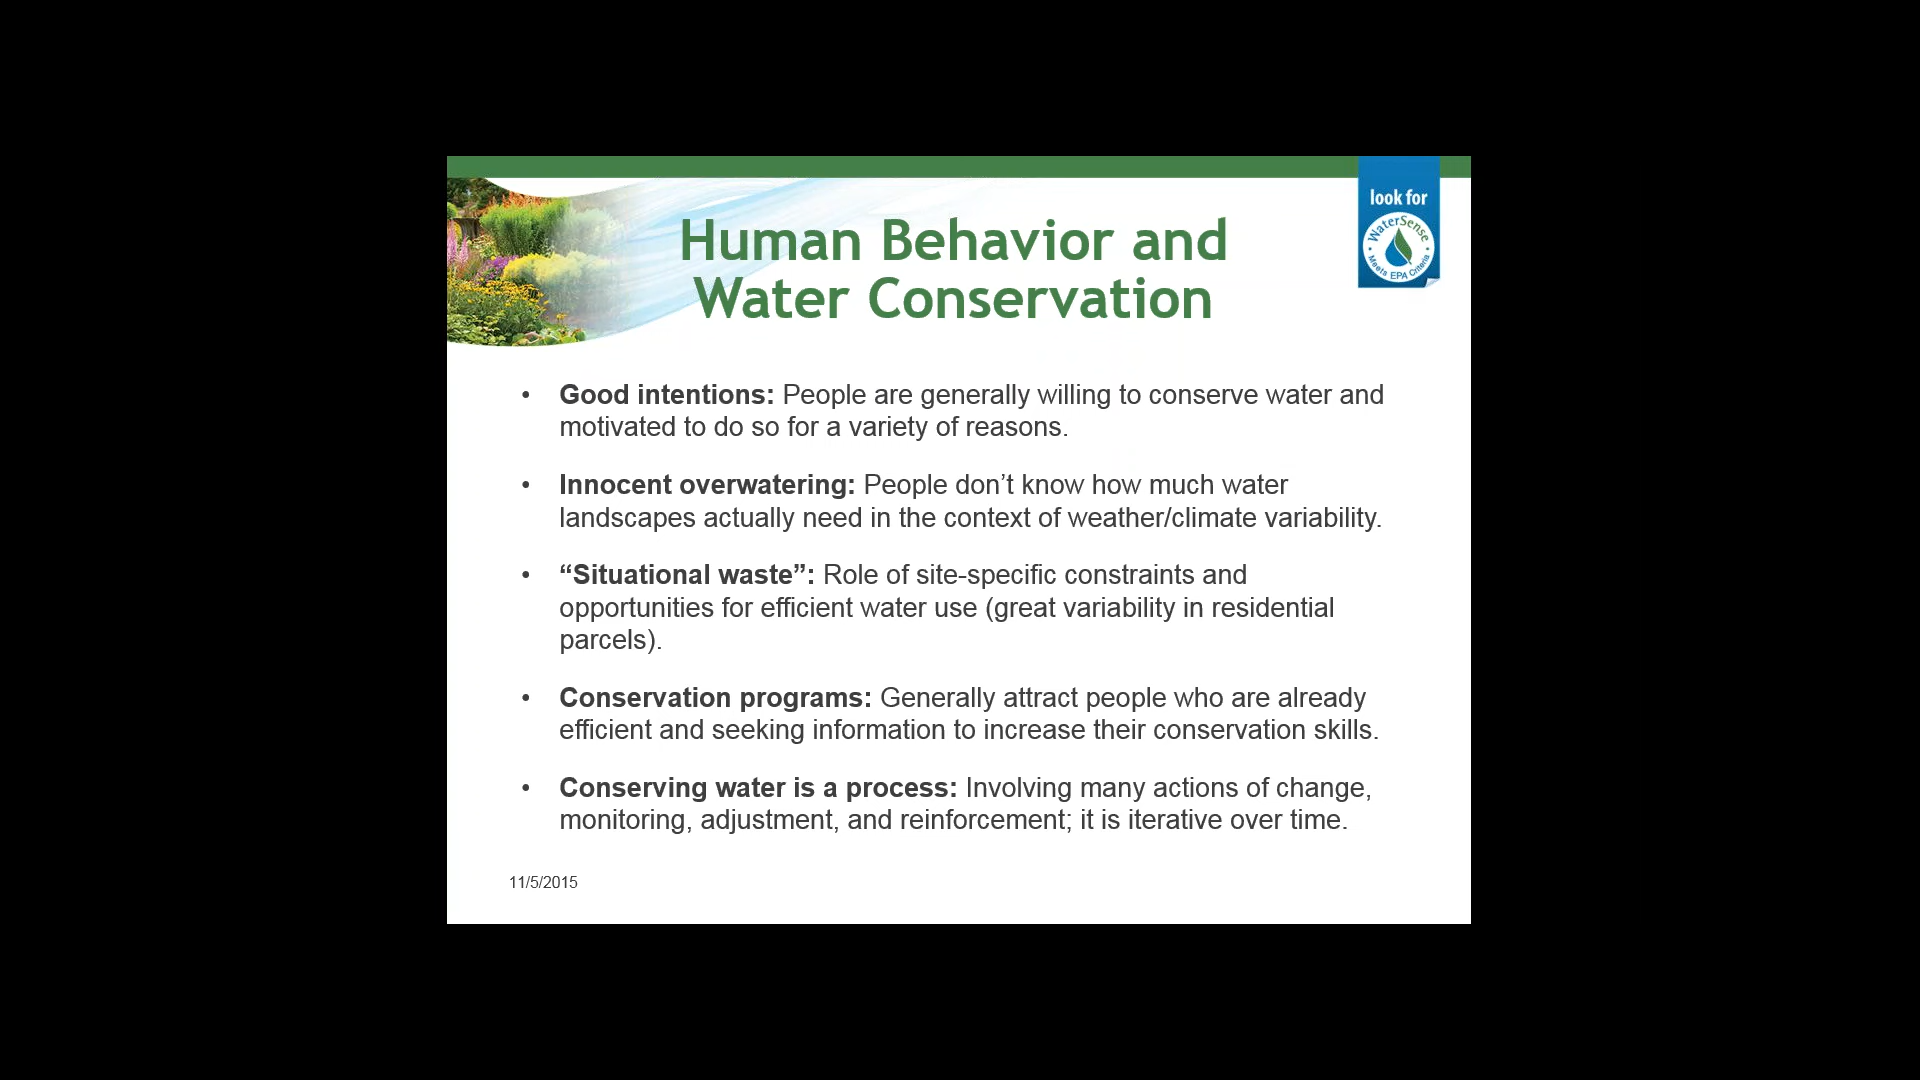 look for
WaterSense
Meets EPA Criteria
Human Behavior and
Water Conservation
• Good intentions: People are generally willing to conserve water and
motivated to do so for a variety of reasons.
• Innocent overwatering: People don’t know how much water
landscapes actually need in the context of weather/climate variability.
• “Situational waste”: Role of site-specific constraints and
opportunities for efficient water use (great variability in residential
parcels).
• Conservation programs: Generally attract people who are already
efficient and seeking information to increase their conservation skills.
• Conserving water is a process: Involving many actions of change,
monitoring, adjustment, and reinforcement; it is iterative over time.
11/5/2015